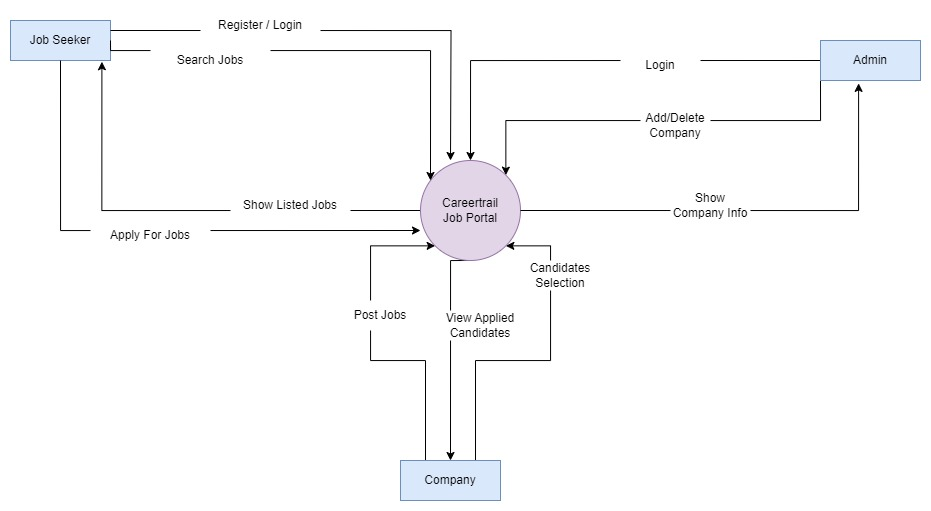 Register / Login
Job Seeker
Search Jobs
Admin
Login
Add/Delete
Company
Careertrail
Job Portal
Show Listed Jobs
Show
Company Info
Apply For Jobs
Candidates
Selection
Post Jobs
View Applied
Candidates
Company